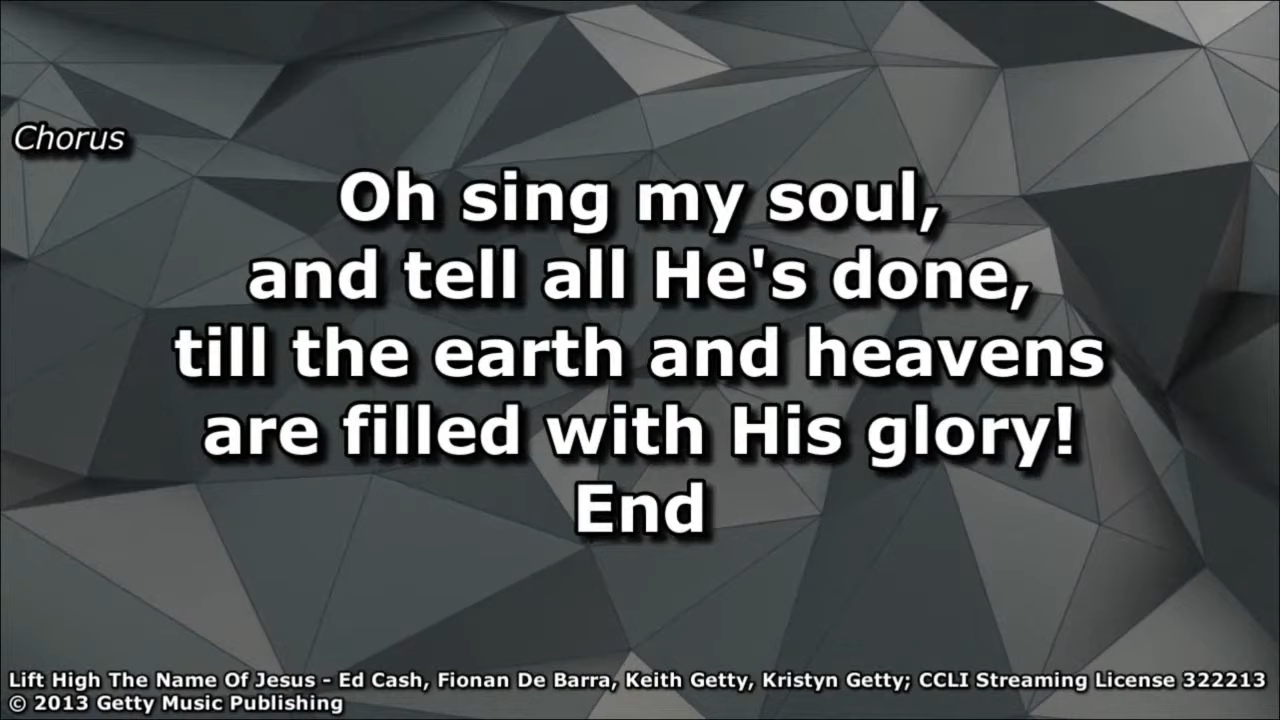 Chorus
Oh sing my soul,
and tell all He's done,
till the earth and heavens
are filled with His glory!
End
Lift High The Name Of Jesus - Ed Cash, Fionan De Barra, Keith Getty, Kristyn Getty; CCLI Streaming License 322213
© 2013 Getty Music Publishing